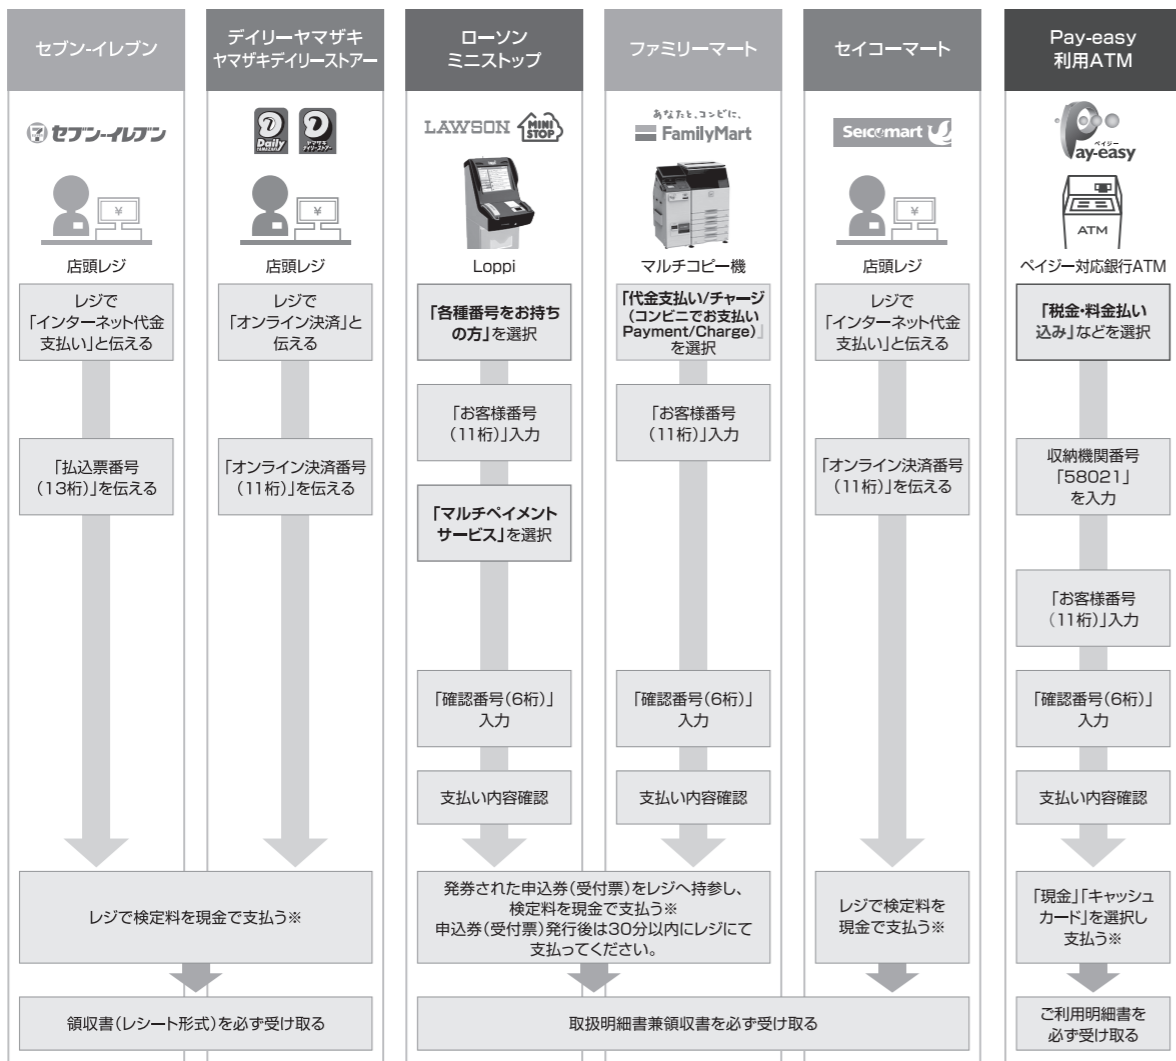 セブン-イレブン
デイリーヤマザキ
ヤマザキデイリーストアー
ローソン
ミニストップ
ファミリーマート
セイコーマート
Pay-easy
利用ATM
セブン-イレブン
Daily
YAMAZAKI
ヤマザキ
デイリーストアー
LAWSON
MINI
STOP
あなたと、コンビに、
FamilyMart
Seicomart
ペイジー
Pay-easy
¥
¥
¥
ATM
店頭レジ
店頭レジ
Loppi
マルチコピー機
店頭レジ
ペイジー対応銀行ATM
レジで
「インターネット代金
支払い」と伝える
レジで
「オンライン決済」と
伝える
「各種番号をお持ち
の方」を選択
「代金支払い/チャージ
(コンビニでお支払い
Payment/Charge)」
を選択
レジで
「インターネット代金
支払い」と伝える
「税金・料金払い
込み」などを選択
「お客様番号
(11桁)」入力
「お客様番号
(11桁)」入力
「払込票番号
(13桁)」を伝える
「オンライン決済番号
(11桁)」を伝える
「オンライン決済番号
(11桁)」を伝える
収納機関番号
「58021」
を入力
「マルチペイメント
サービス」を選択
「お客様番号
(11桁)」入力
「確認番号(6桁)」
入力
「確認番号(6桁)」
入力
「確認番号(6桁)」
入力
支払い内容確認
支払い内容確認
支払い内容確認
レジで検定料を現金で支払う※
発券された申込券(受付票)をレジへ持参し、
検定料を現金で支払う※
申込券(受付票)発行後は30分以内にレジにて
支払ってください。
レジで検定料を
現金で支払う※
「現金」「キャッシュ
カード」を選択し
支払う※
領収書(レシート形式)を必ず受け取る
取扱明細書兼領収書を必ず受け取る
ご利用明細書を
必ず受け取る